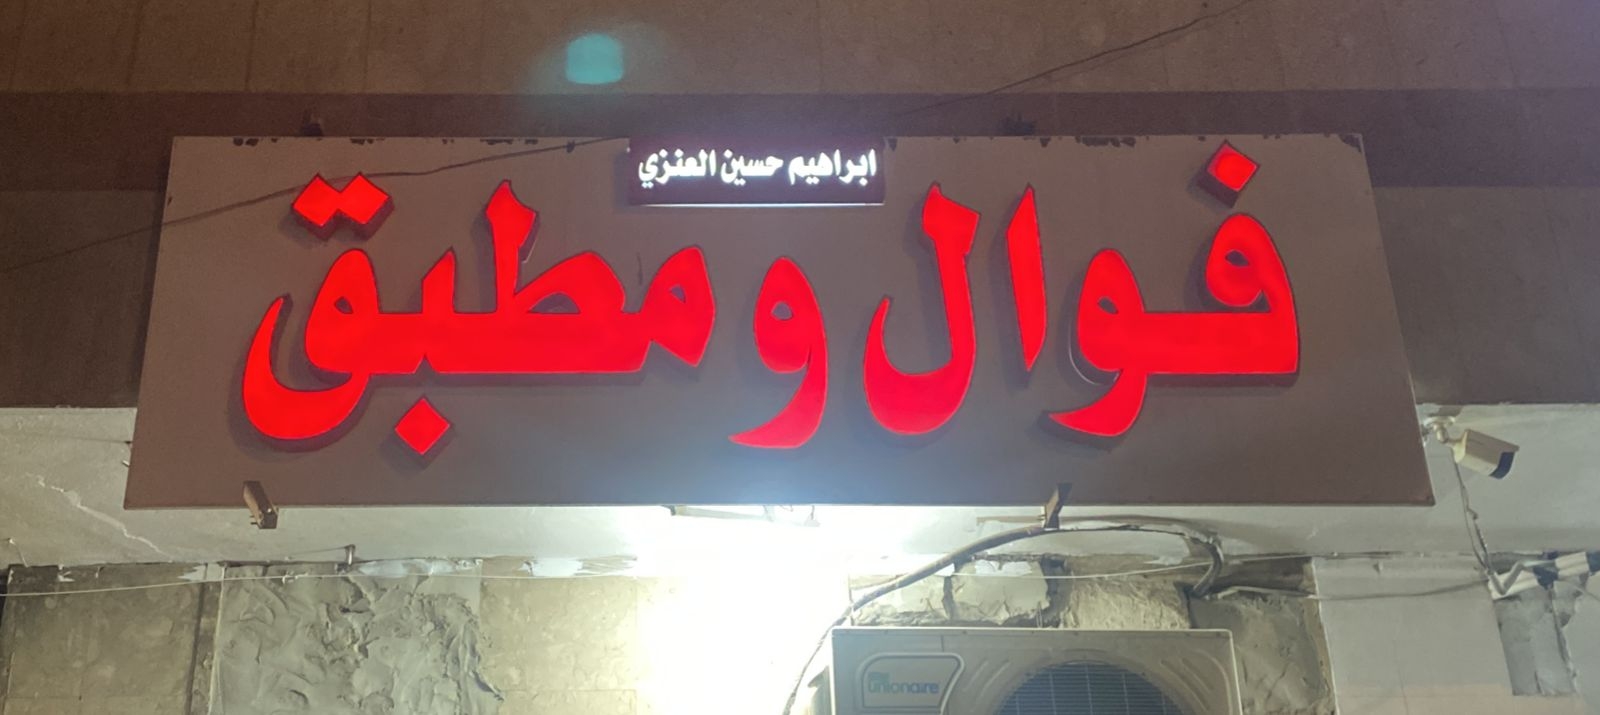 ابراهيم حسين العنزي
فوال ومطبق
unionaire